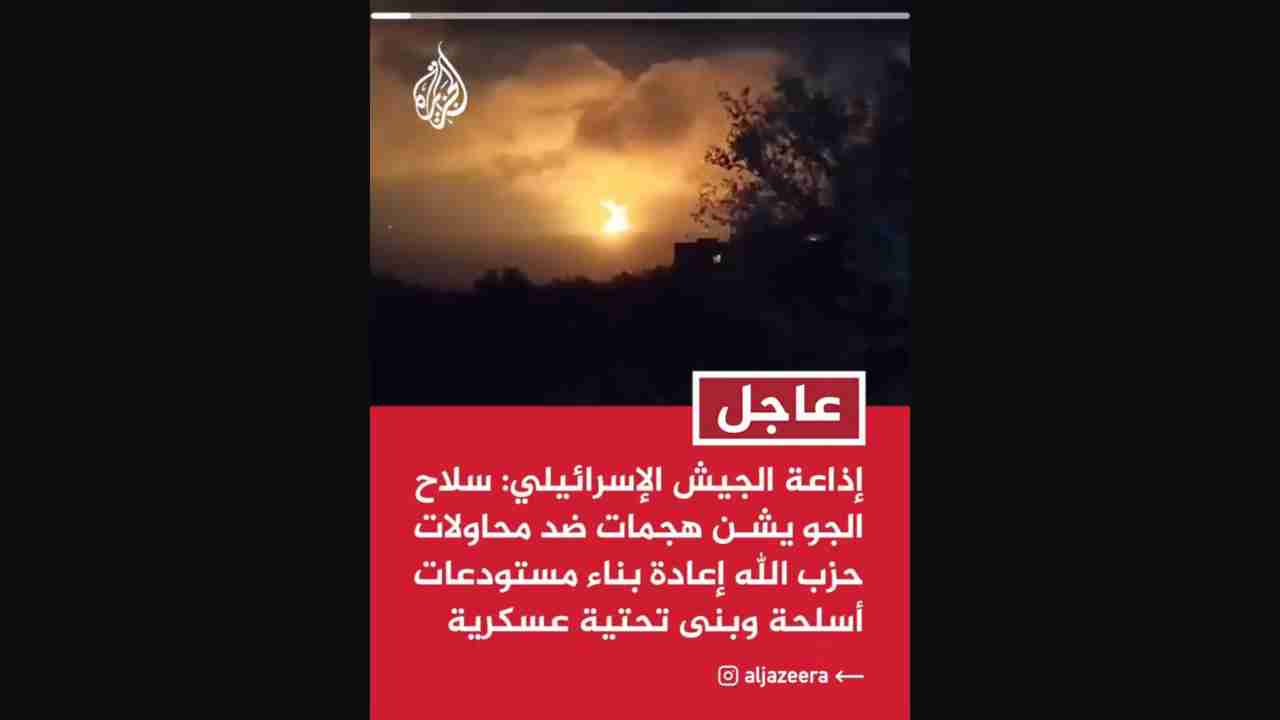 الجزيرة
عاجل
إذاعة الجيش الإسرائيلي: سلاح
الجو يشن هجمات ضد محاولات
حزب الله إعادة بناء مستودعات
أسلحة وبنى تحتية عسكرية
aljazeera